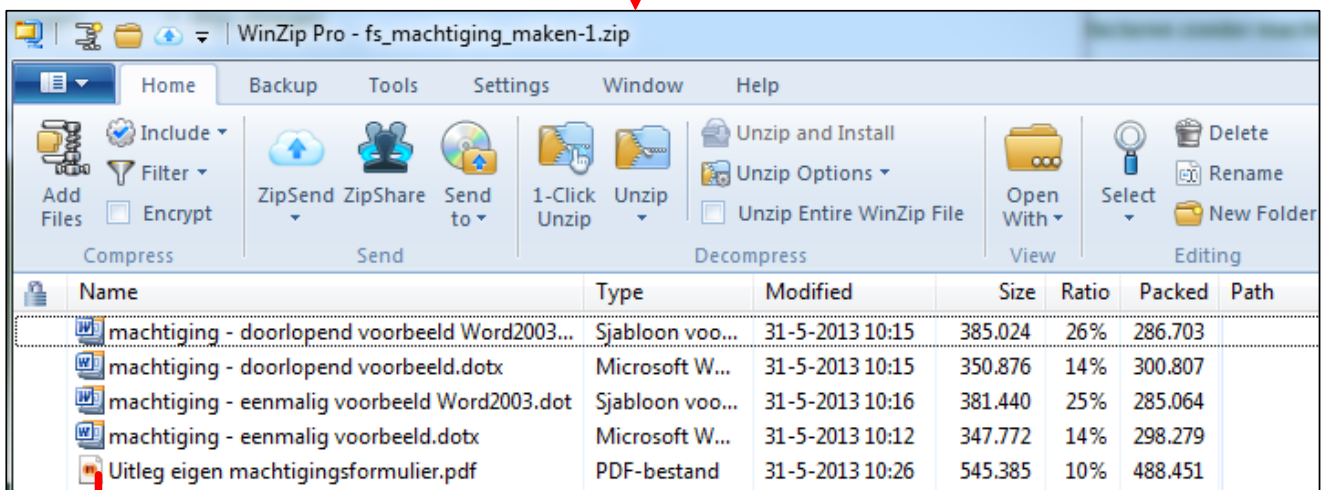 WinZip Pro - fs_machtiging_maken-1.zip
Home Backup Tools Settings Window Help
Include Unzip and Install Delete
Filter Unzip Options Rename
Add Files Encrypt ZipSend ZipShare Send to 1-Click Unzip Unzip Unzip Entire WinZip File Open With Select New Folder
Compress Send Decompress View Editing
Name Type Modified Size Ratio Packed Path
machtiging - doorlopend voorbeeld Word2003... Sjabloon voo... 31-5-2013 10:15 385.024 26% 286.703
machtiging - doorlopend voorbeeld.dotx Microsoft W... 31-5-2013 10:15 350.876 14% 300.807
machtiging - eenmalig voorbeeld Word2003.dot Sjabloon voo... 31-5-2013 10:16 381.440 25% 285.064
machtiging - eenmalig voorbeeld.dotx Microsoft W... 31-5-2013 10:12 347.772 14% 298.279
Uitleg eigen machtigingsformulier.pdf PDF-bestand 31-5-2013 10:26 545.385 10% 488.451